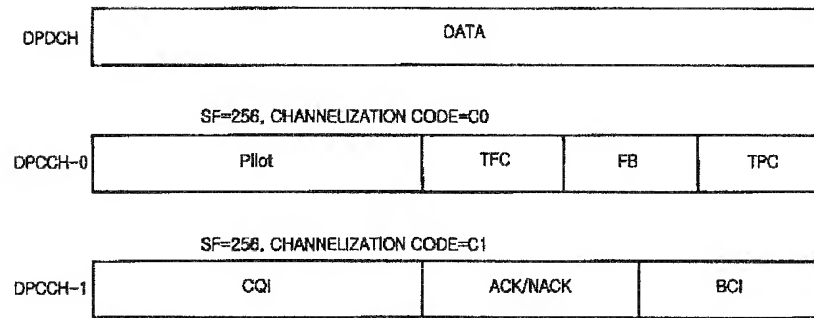 DPDCH DATA
SF=256, CHANNELIZATION CODE=C0
DPCCH-0 Pilot TFC FB TPC
SF=256, CHANNELIZATION CODE=C1
DPCCH-1 CQI ACK/NACK BCI